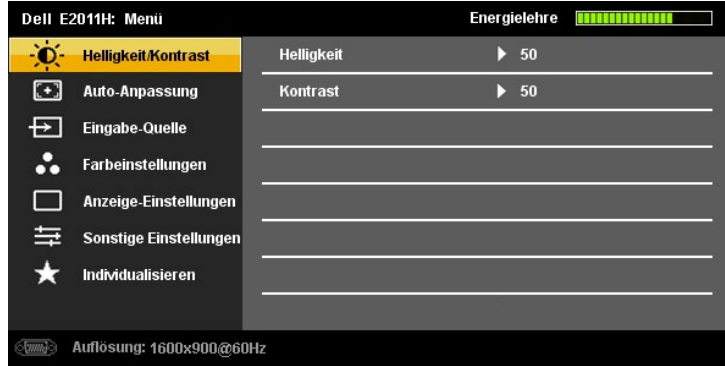 Dell E2011H: Menü Energielehre
Helligkeit/Kontrast Helligkeit 50
Auto-Anpassung Kontrast 50
Eingabe-Quelle
Farbeinstellungen
Anzeige-Einstellungen
Sonstige Einstellungen
Individualisieren
Auflösung: 1600x900@60Hz